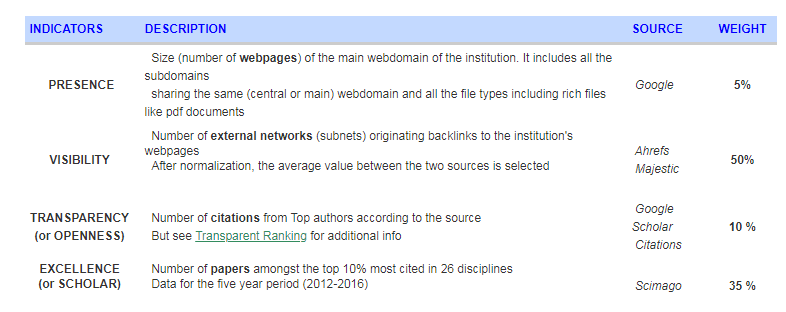 INDICATORS DESCRIPTION SOURCE WEIGHT
PRESENCE
Size (number of webpages) of the main webdomain of the institution. It includes all the
subdomains
sharing the same (central or main) webdomain and all the file types including rich files
like pdf documents
Google
5%
VISIBILITY
Number of external networks (subnets) originating backlinks to the institution's
webpages
After normalization, the average value between the two sources is selected
Ahrefs
Majestic
50%
TRANSPARENCY
(or OPENNESS)
Number of citations from Top authors according to the source
But see Transparent Ranking for additional info
Google
Scholar
Citations
10 %
EXCELLENCE
(or SCHOLAR)
Number of papers amongst the top 10% most cited in 26 disciplines
Data for the five year period (2012-2016)
Scimago
35 %